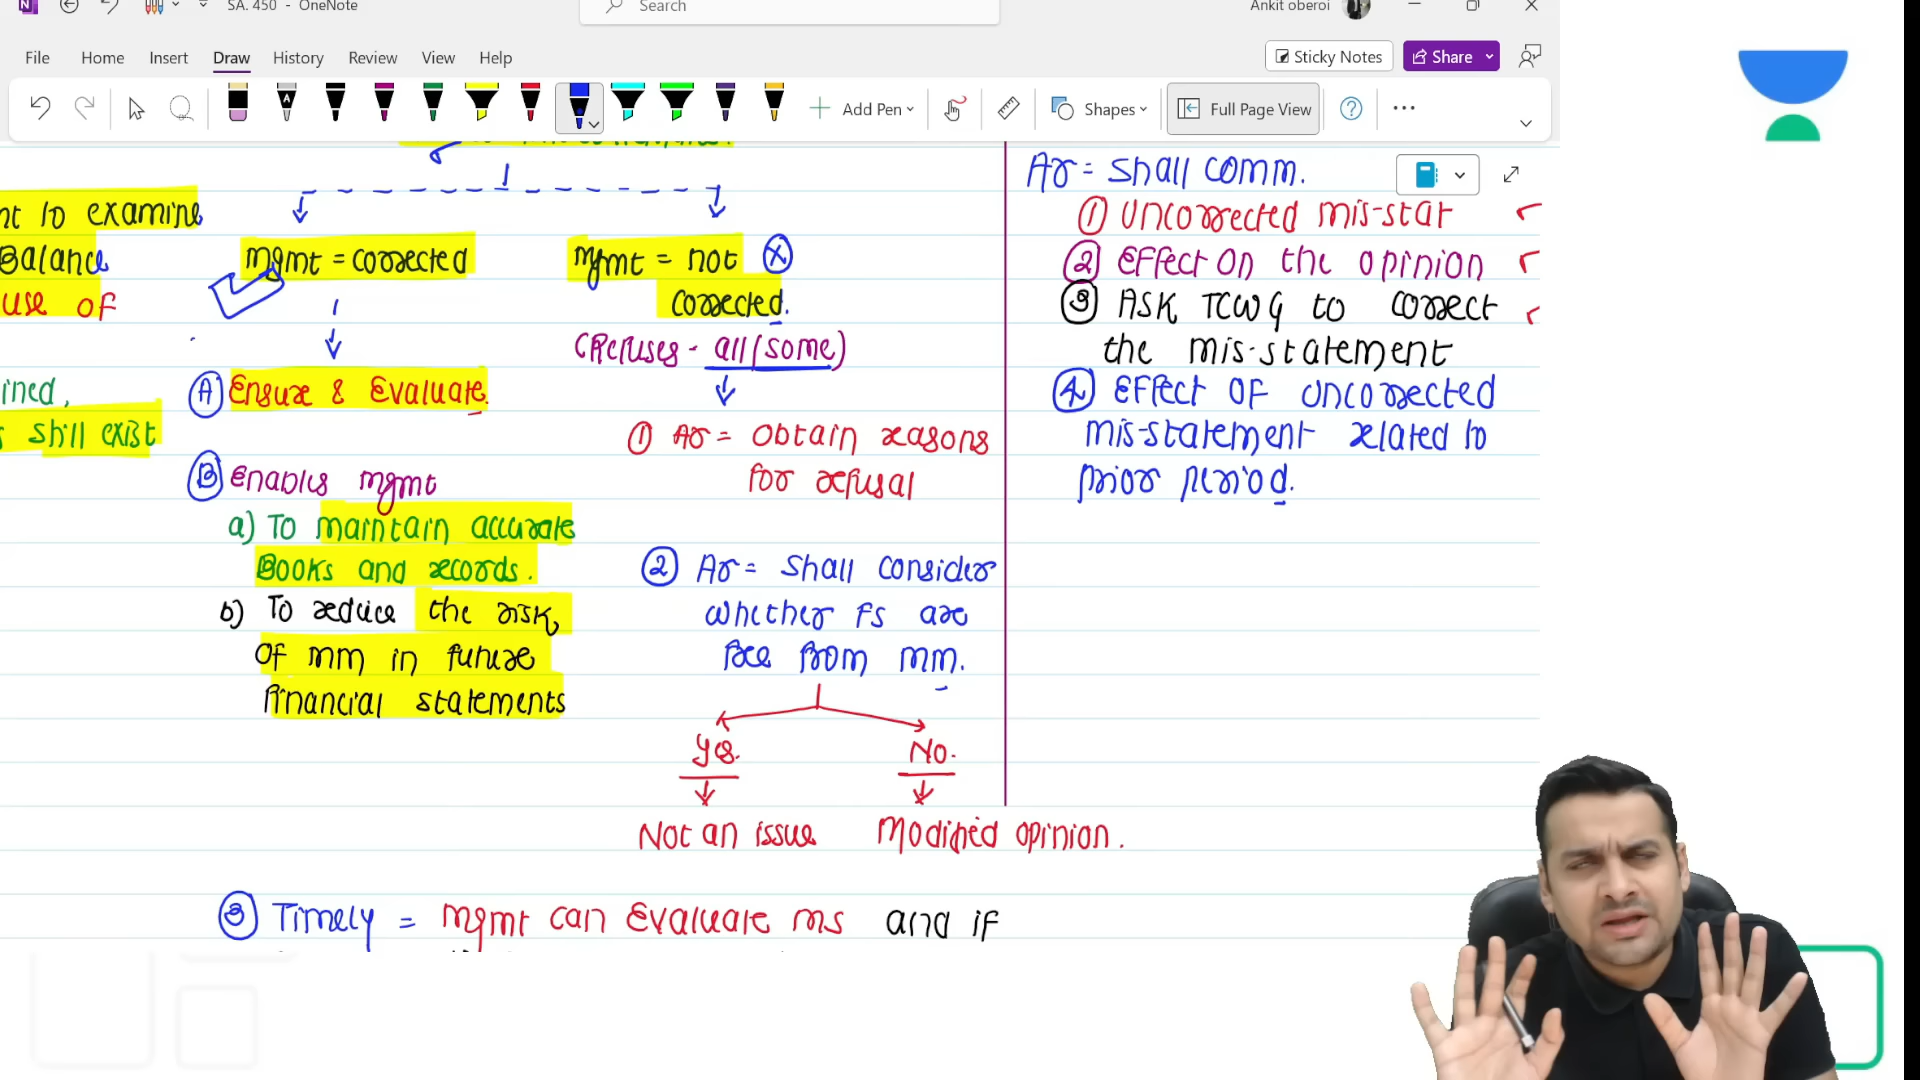 SA. 450 - OneNote
Search
Ankit oberoi
File Home Insert Draw History Review View Help
Sticky Notes
Share
Add Pen
Shapes
Full Page View
nt to examine
Balance
use of
ined,
s still exist
mgmt = corrected
Ⓐ Ensure & Evaluate.
Ⓑ Enables mgmt
a) To maintain accurate
Books and records.
b) To reduce the risk
of mm in future
financial statements
mgmt = not Ⓧ
corrected.
(Refuses - all/some)
① Ar = obtain reasons
for refusal
② Ar = shall consider
whether FS are
free from mm.
Yes.
No.
Not an issue
Modified opinion.
③ Timely = mgmt can Evaluate ms and if
Ar = shall comm.
① Uncorrected mis-stat
② Effect on the opinion
③ ASK TCWG to correct
the mis-statement
④ Effect of uncorrected
mis-statement related to
prior period.